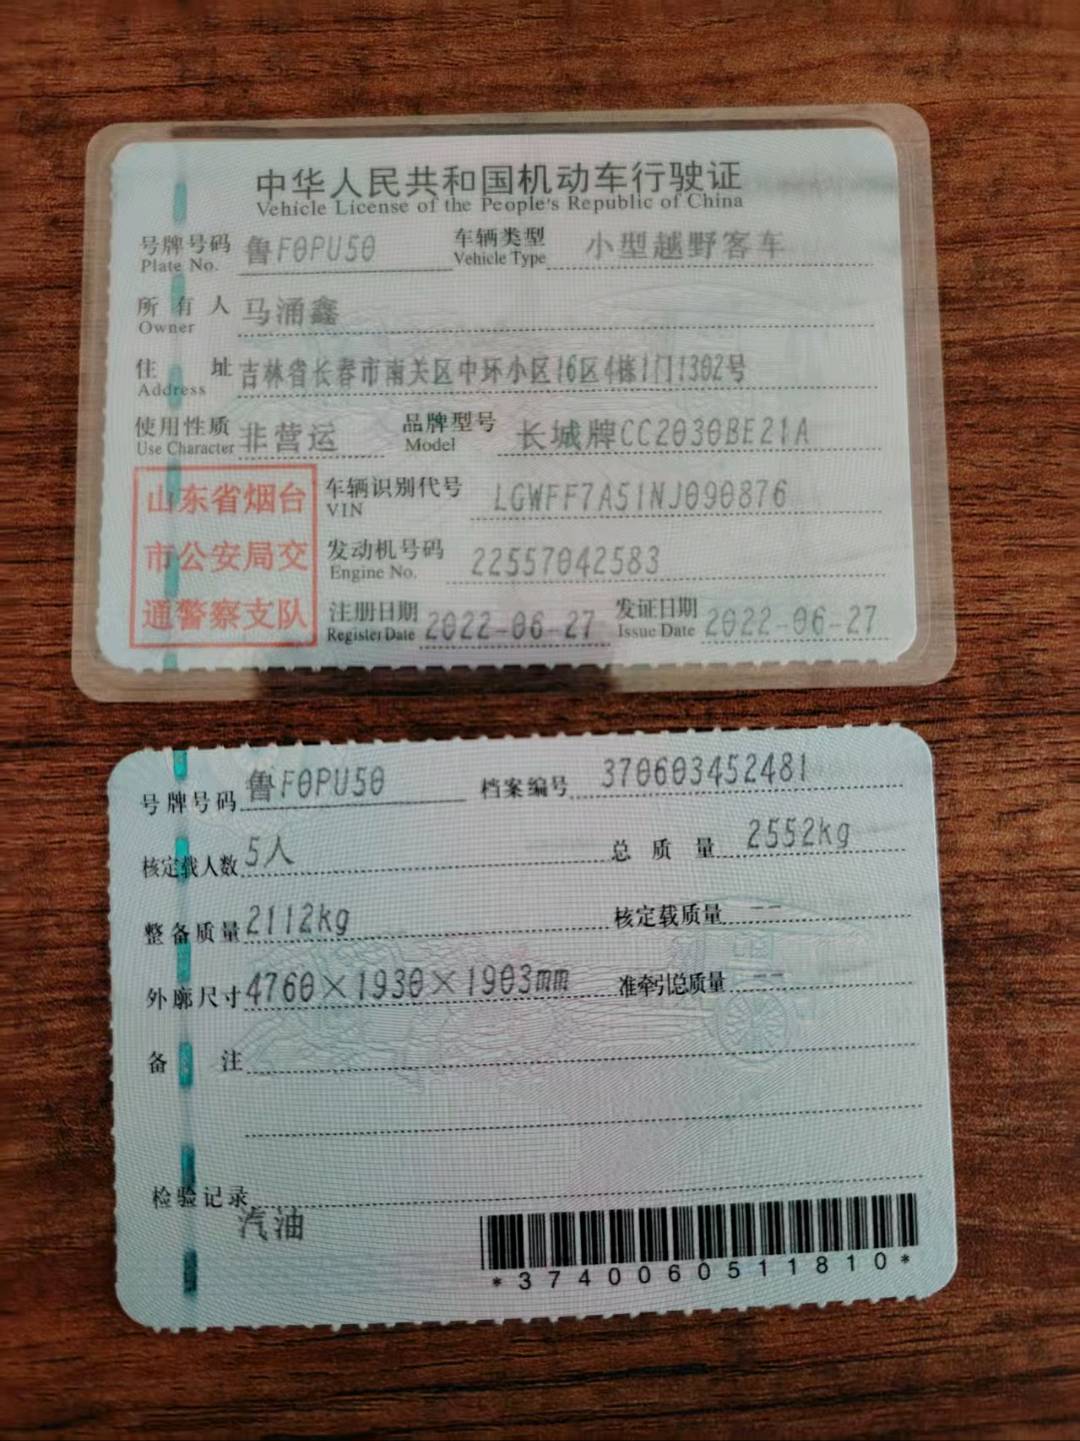 中华人民共和国机动车行驶证
Vehicle License of the People's Republic of China
号牌号码 鲁F0PU50 车辆类型 小型越野客车
Plate No. Vehicle Type
所有人 马涌鑫
Owner
住址 吉林省长春市南关区中环小区16区4栋1门1302号
Address
使用性质 非营运 品牌型号 长城牌CC2030BE21A
Use Character Model
山东省烟台
市公安局交
通警察支队
车辆识别代号 LGWFF7A51NJ090876
VIN
发动机号码 22557042583
Engine No.
注册日期 2022-06-27 发证日期 2022-06-27
Register Date Issue Date
号牌号码 鲁F0PU50 档案编号 370603452481
核定载人数 5人 总质量 2552kg
整备质量 2112kg 核定载质量 --
外廓尺寸 4760×1930×1903mm 准牵引总质量 --
备注
检验记录
汽油
*3740060511810*